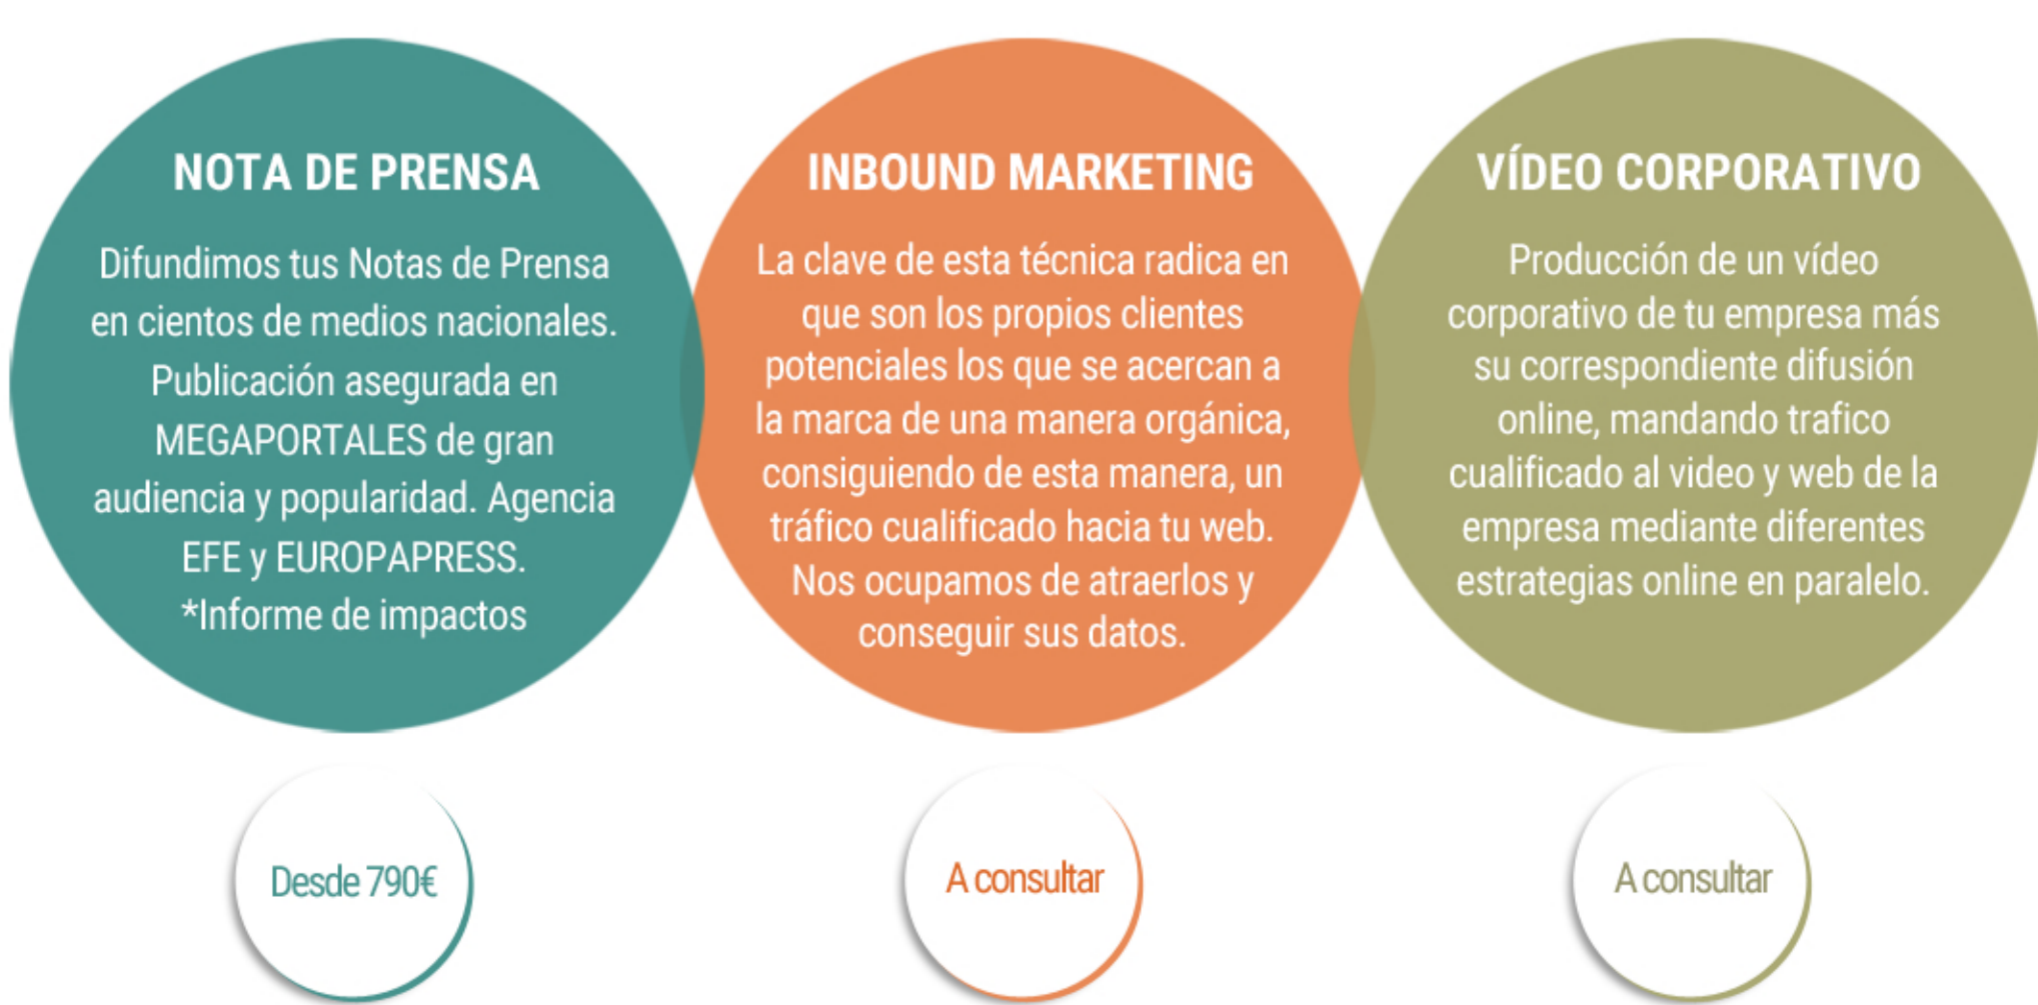 NOTA DE PRENSA
Difundimos tus Notas de Prensa
en cientos de medios nacionales.
Publicación asegurada en
MEGAPORTALES de gran
audiencia y popularidad. Agencia
EFE y EUROPAPRESS.
*Informe de impactos
Desde 790€
INBOUND MARKETING
La clave de esta técnica radica en
que son los propios clientes
potenciales los que se acercan a
la marca de una manera orgánica,
consiguiendo de esta manera, un
tráfico cualificado hacia tu web.
Nos ocupamos de atraerlos y
conseguir sus datos.
A consultar
VÍDEO CORPORATIVO
Producción de un vídeo
corporativo de tu empresa más
su correspondiente difusión
online, mandando trafico
cualificado al video y web de la
empresa mediante diferentes
estrategias online en paralelo.
A consultar